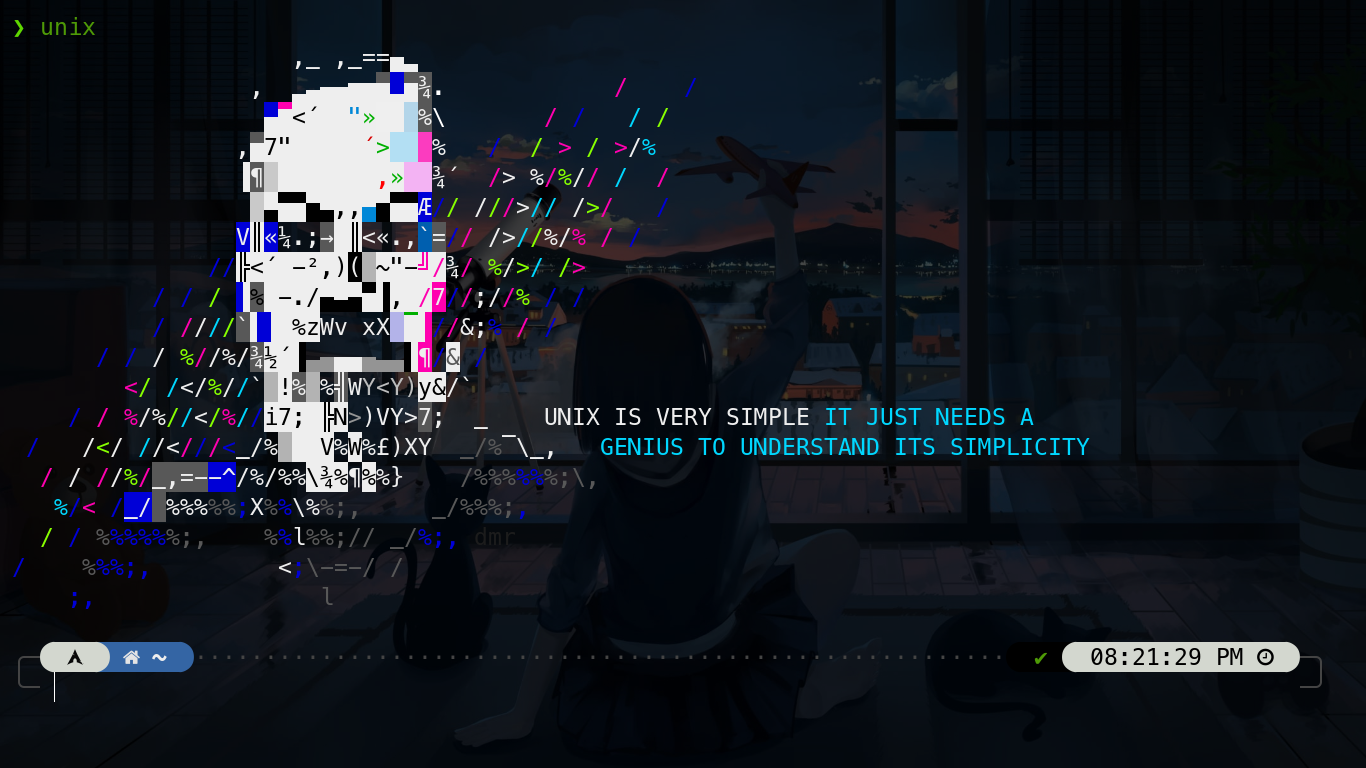 ❯ unix
UNIX IS VERY SIMPLE IT JUST NEEDS A
GENIUS TO UNDERSTAND ITS SIMPLICITY
dmr
~
✔ 08:21:29 PM